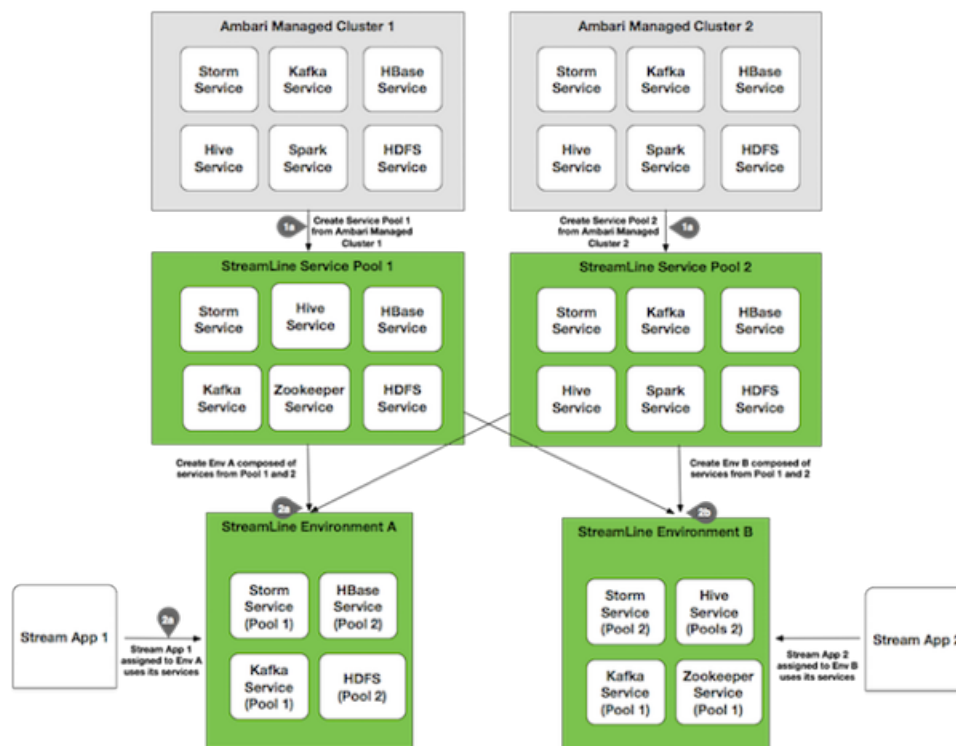 Ambari Managed Cluster 1
Storm
Service
Kafka
Service
HBase
Service
Hive
Service
Spark
Service
HDFS
Service
Ambari Managed Cluster 2
Storm
Service
Kafka
Service
HBase
Service
Hive
Service
Spark
Service
HDFS
Service
1a
Create Service Pool 1
from Ambari Managed
Cluster 1
Create Service Pool 2
from Ambari Managed
Cluster 2
1a
StreamLine Service Pool 1
Storm
Service
Hive
Service
HBase
Service
Kafka
Service
Zookeeper
Service
HDFS
Service
StreamLine Service Pool 2
Storm
Service
Kafka
Service
HBase
Service
Hive
Service
Spark
Service
HDFS
Service
Create Env A composed of
services from Pool 1 and 2
Create Env B composed of
services from Pool 1 and 2
2a
2b
StreamLine Environment A
Storm
Service
(Pool 1)
HBase
Service
(Pool 2)
Kafka
Service
(Pool 1)
HDFS
(Pool 2)
StreamLine Environment B
Storm
Service
(Pool 2)
Hive
Service
(Pools 2)
Kafka
Service
(Pool 1)
Zookeeper
Service
(Pool 1)
Stream App 1
2a
Stream App 1
assigned to Env A
uses its services
Stream App 2
assigned to Env B
uses its services
Stream App 2